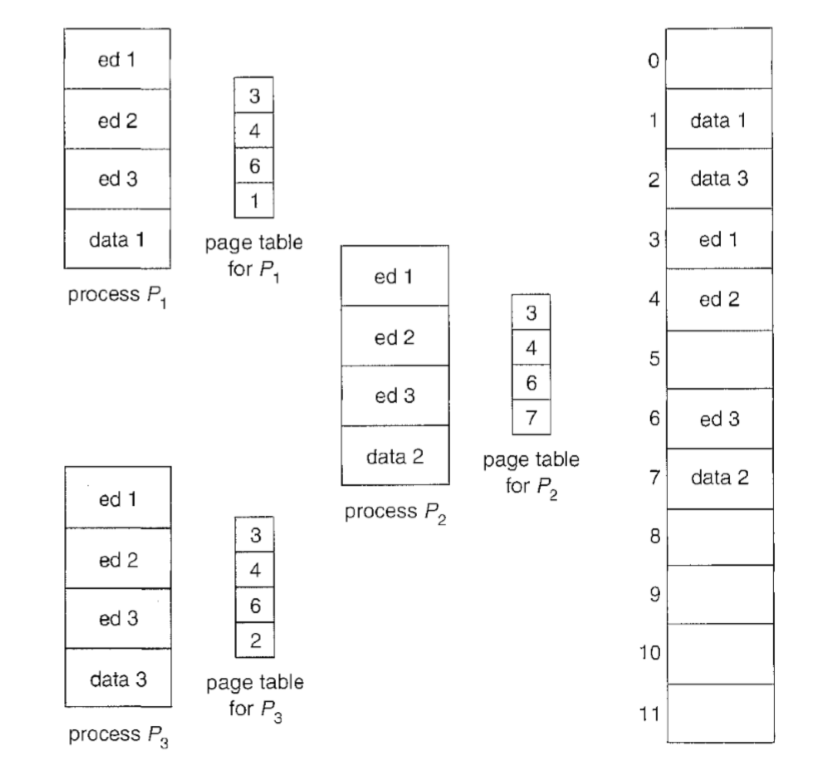 ed 1
ed 2
ed 3
data 1
process P1
3
4
6
1
page table
for P1
ed 1
ed 2
ed 3
data 2
process P2
3
4
6
7
page table
for P2
ed 1
ed 2
ed 3
data 3
process P3
3
4
6
2
page table
for P3
0
1 data 1
2 data 3
3 ed 1
4 ed 2
5
6 ed 3
7 data 2
8
9
10
11